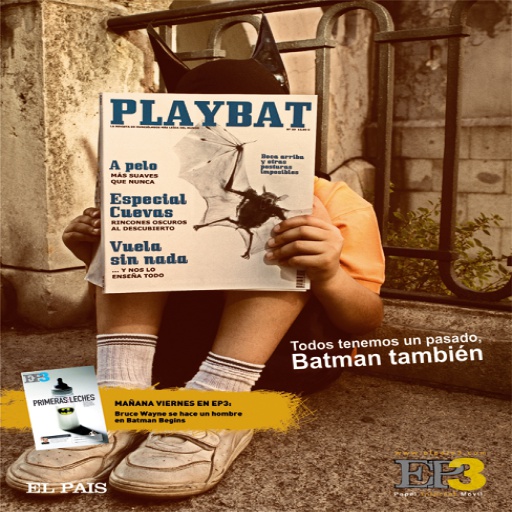 PLAYBAT
A pelo
MÁS SUAVES
QUE NUNCA
Boca arriba
y otras
posturas
imposibles
Especial
Cuevas
RINCONES OSCUROS
AL DESCUBIERTO
Vuela
sin nada
... Y NOS LO
ENSEÑA TODO
Todos tenemos un pasado,
Batman también
EP3
PRIMERAS LECHES
MAÑANA VIERNES EN EP3:
Bruce Wayne se hace un hombre
en Batman Begins
EL PAIS
EP3